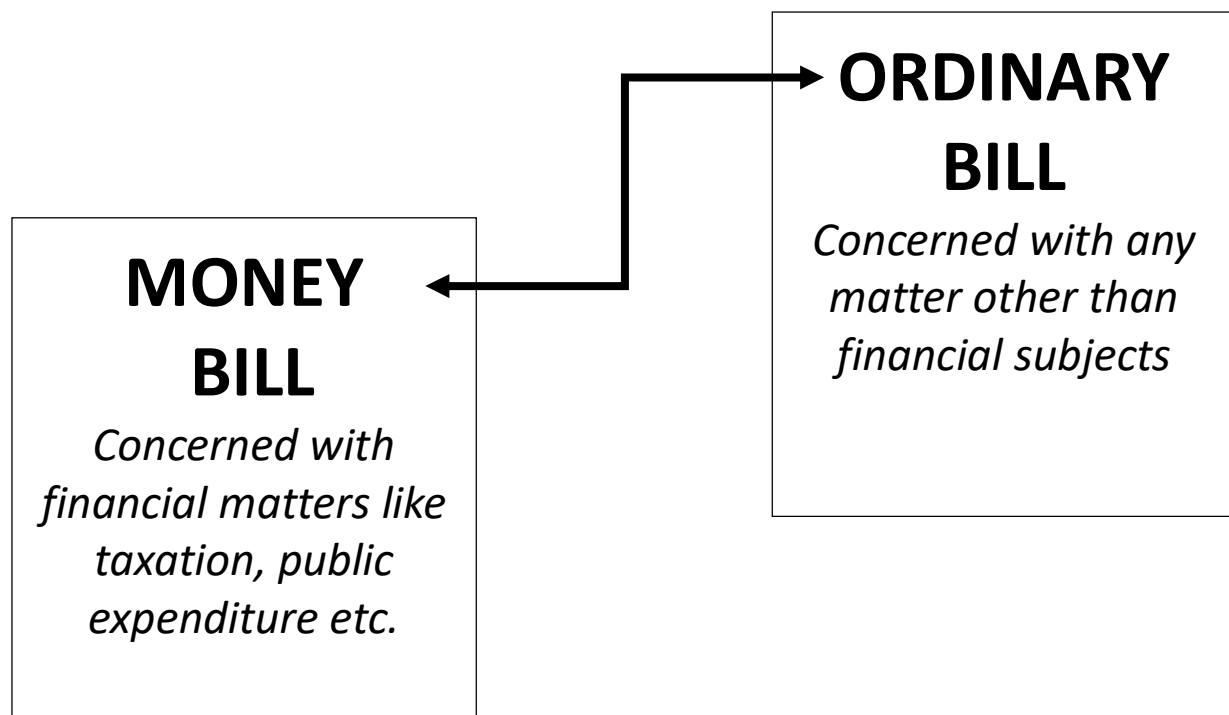 MONEY
BILL
Concerned with
financial matters like
taxation, public
expenditure etc.
ORDINARY
BILL
Concerned with any
matter other than
financial subjects